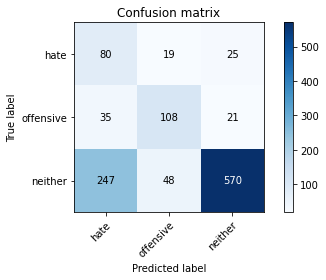 Confusion matrix
hate 80 19 25
offensive 35 108 21
neither 247 48 570
hate offensive neither
True label
Predicted label
500
400
300
200
100